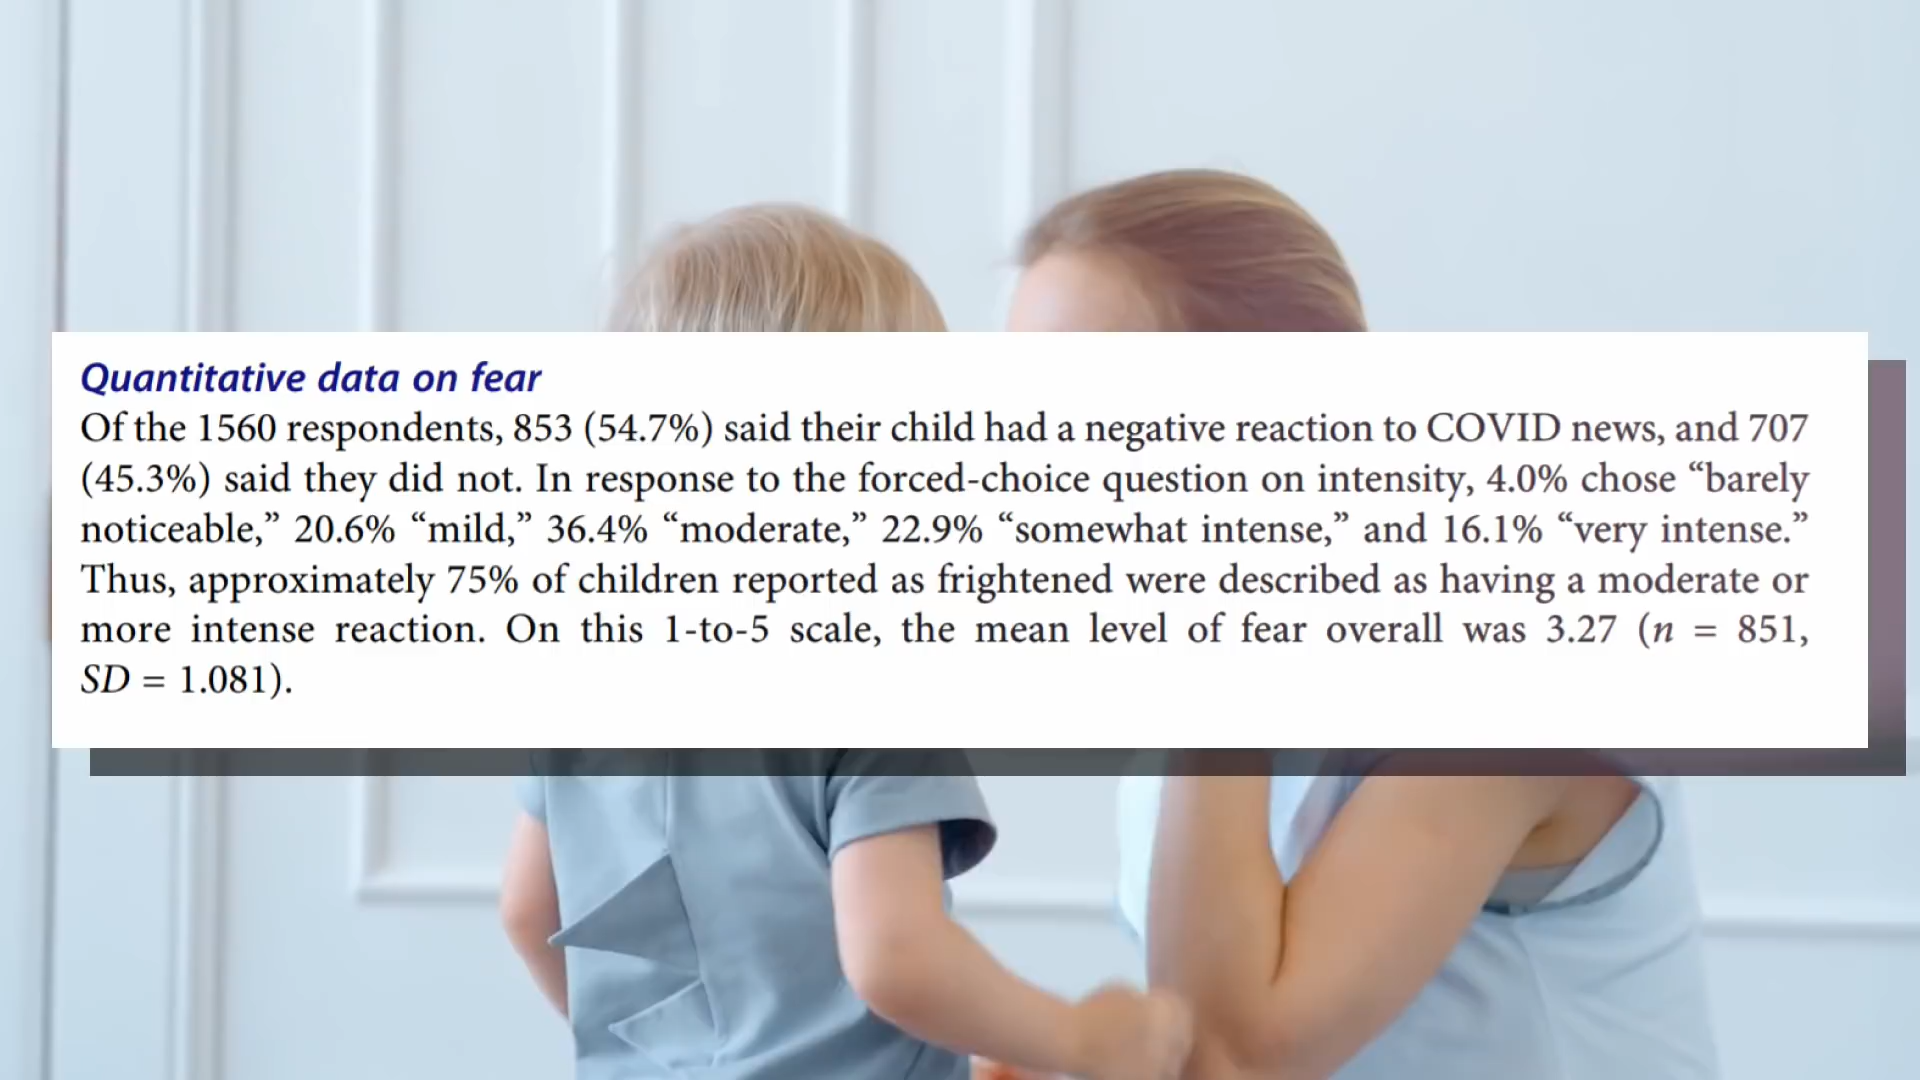 Quantitative data on fear
Of the 1560 respondents, 853 (54.7%) said their child had a negative reaction to COVID news, and 707
(45.3%) said they did not. In response to the forced-choice question on intensity, 4.0% chose “barely
noticeable,” 20.6% “mild,” 36.4% “moderate,” 22.9% “somewhat intense,” and 16.1% “very intense.”
Thus, approximately 75% of children reported as frightened were described as having a moderate or
more intense reaction. On this 1-to-5 scale, the mean level of fear overall was 3.27 (n = 851,
SD = 1.081).